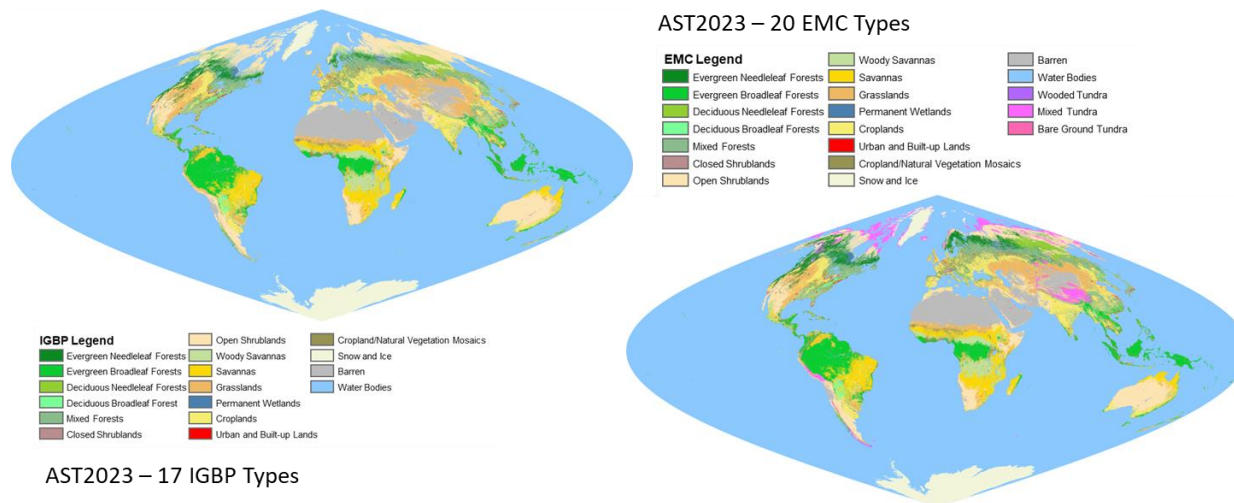 AST2023 – 20 EMC Types
EMC Legend
Evergreen Needleleaf Forests
Evergreen Broadleaf Forests
Deciduous Needleleaf Forests
Deciduous Broadleaf Forests
Mixed Forests
Closed Shrublands
Open Shrublands
Woody Savannas
Savannas
Grasslands
Permanent Wetlands
Croplands
Urban and Built-up Lands
Cropland/Natural Vegetation Mosaics
Snow and Ice
Barren
Water Bodies
Wooded Tundra
Mixed Tundra
Bare Ground Tundra
IGBP Legend
Evergreen Needleleaf Forests
Evergreen Broadleaf Forests
Deciduous Needleleaf Forests
Deciduous Broadleaf Forest
Mixed Forests
Closed Shrublands
Open Shrublands
Woody Savannas
Savannas
Grasslands
Permanent Wetlands
Croplands
Urban and Built-up Lands
Cropland/Natural Vegetation Mosaics
Snow and Ice
Barren
Water Bodies
AST2023 – 17 IGBP Types